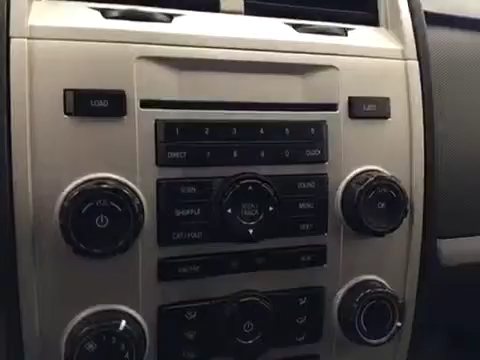 LOAD
1 2 3 4 5 6
DIRECT 7 8 9 0 CLOCK
SCAN SOUND
VOL SHUFFLE SEEK TRACK MENU OK
CAT/FOLD TEXT